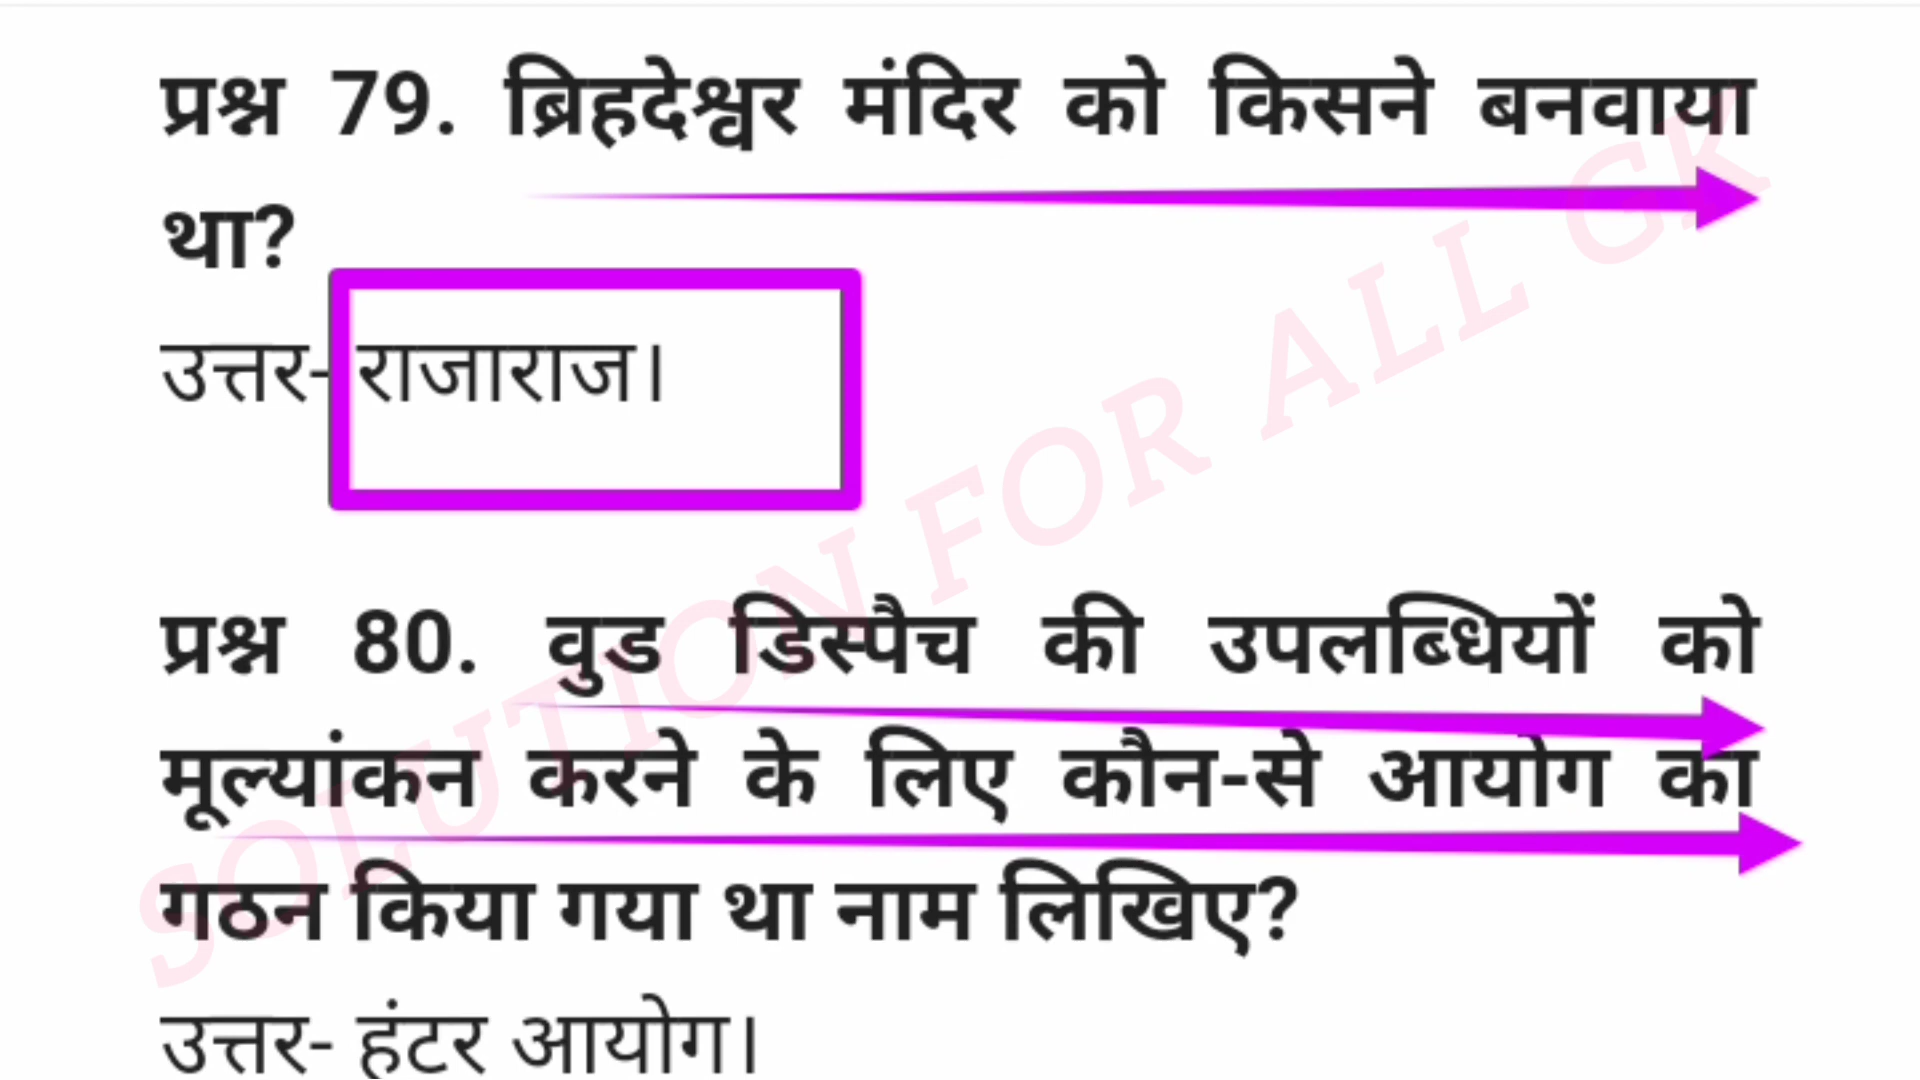 प्रश्न 79. ब्रिहदेश्वर मंदिर को किसने बनवाया
था?
उत्तर- राजाराज।
प्रश्न 80. वुड डिस्पैच की उपलब्धियों को
मूल्यांकन करने के लिए कौन-से आयोग का
गठन किया गया था नाम लिखिए?
उत्तर- हंटर आयोग।
SOLUTION FOR ALL GK